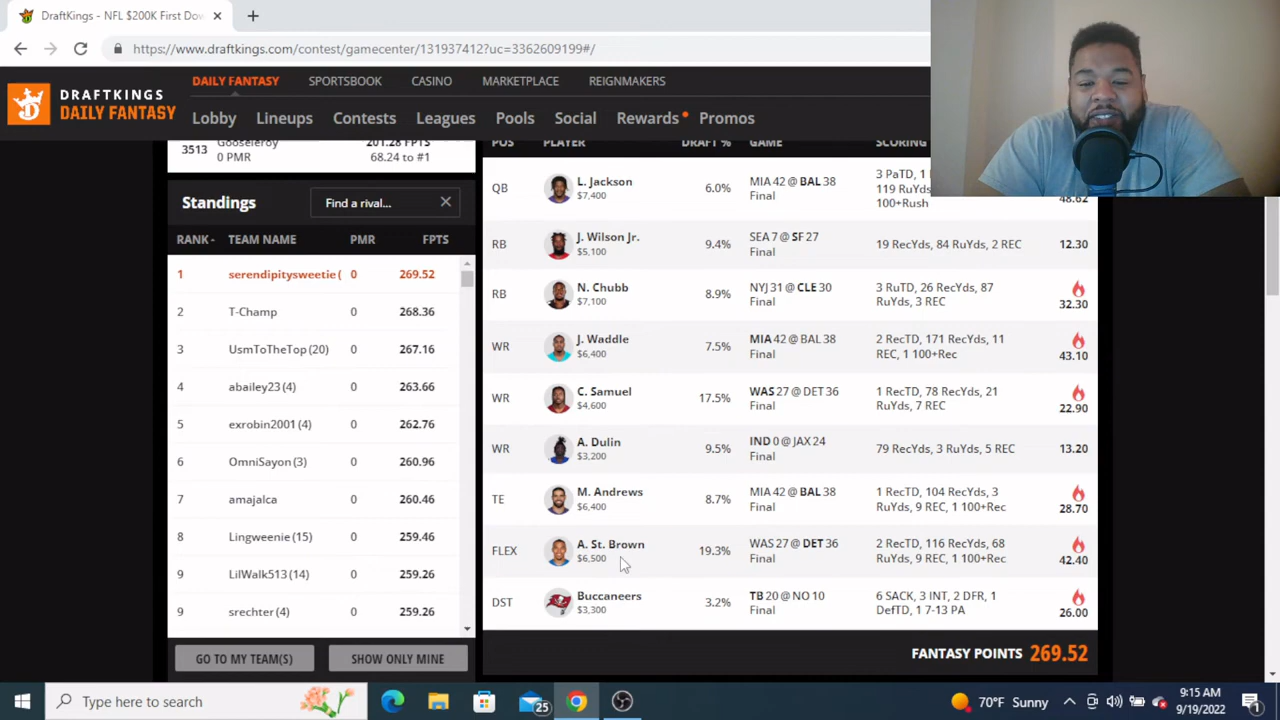 DraftKings - NFL $200K First Dow
https://www.draftkings.com/contest/gamecenter/131937412?uc=3362609199#/
DRAFTKINGS
DAILY FANTASY
DAILY FANTASY SPORTSBOOK CASINO MARKETPLACE REIGNMAKERS
Lobby Lineups Contests Leagues Pools Social Rewards Promos
3513 Gooseleroy 201.28 FPTS
0 PMR 68.24 to #1
Standings Find a rival...
RANK TEAM NAME PMR FPTS
1 serendipitysweetie ( 0 269.52
2 T-Champ 0 268.36
3 UsmToTheTop (20) 0 267.16
4 abailey23 (4) 0 263.66
5 exrobin2001 (4) 0 262.76
6 OmniSayon (3) 0 260.96
7 amajalca 0 260.46
8 Lingweenie (15) 0 259.46
9 LilWalk513 (14) 0 259.26
9 srechter (4) 0 259.26
GO TO MY TEAM(S) SHOW ONLY MINE
POS PLAYER DRAFT % GAME SCORING
QB L. Jackson 6.0% MIA 42 @ BAL 38 3 PaTD, 1
$7,400 Final 119 RuYds,
100+Rush 48.62
RB J. Wilson Jr. 9.4% SEA 7 @ SF 27 19 RecYds, 84 RuYds, 2 REC 12.30
$5,100 Final
RB N. Chubb 8.9% NYJ 31 @ CLE 30 3 RuTD, 26 RecYds, 87
$7,100 Final RuYds, 3 REC 32.30
WR J. Waddle 7.5% MIA 42 @ BAL 38 2 RecTD, 171 RecYds, 11
$6,400 Final REC, 1 100+Rec 43.10
WR C. Samuel 17.5% WAS 27 @ DET 36 1 RecTD, 78 RecYds, 21
$4,600 Final RuYds, 7 REC 22.90
WR A. Dulin 9.5% IND 0 @ JAX 24 79 RecYds, 3 RuYds, 5 REC 13.20
$3,200 Final
TE M. Andrews 8.7% MIA 42 @ BAL 38 1 RecTD, 104 RecYds, 3
$6,400 Final RuYds, 9 REC, 1 100+Rec 28.70
FLEX A. St. Brown 19.3% WAS 27 @ DET 36 2 RecTD, 116 RecYds, 68
$6,500 Final RuYds, 9 REC, 1 100+Rec 42.40
DST Buccaneers 3.2% TB 20 @ NO 10 6 SACK, 3 INT, 2 DFR, 1
$3,300 Final DefTD, 1 7-13 PA 26.00
FANTASY POINTS 269.52
Type here to search
25
70°F Sunny
9:15 AM
9/19/2022
1